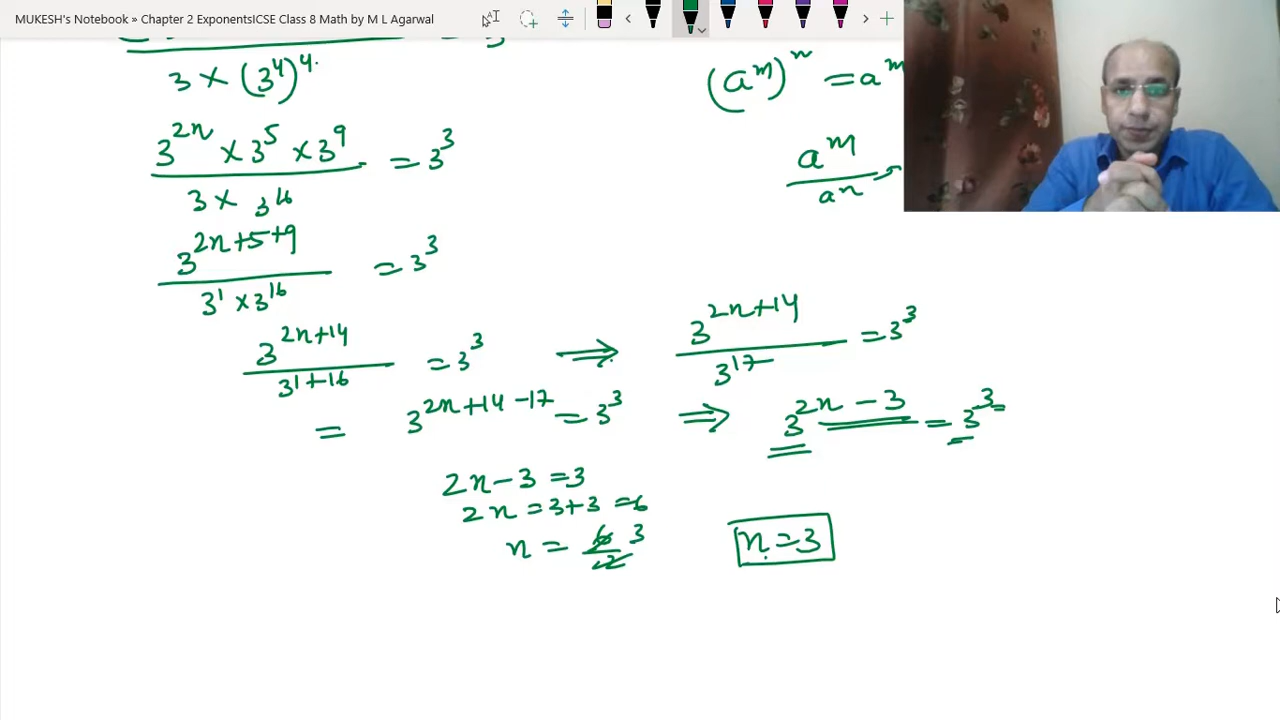 MUKESH's Notebook » Chapter 2 ExponentsICSE Class 8 Math by M L Agarwal
3 × (3⁴)⁴
(aᵐ)ⁿ = aᵐ
3²ⁿ × 3⁵ × 3⁹ / 3 × 3¹⁶ = 3³
aᵐ / aⁿ →
3²ⁿ⁺⁵⁺⁹ / 3¹ × 3¹⁶ = 3³
3²ⁿ⁺¹⁴ / 3¹⁺¹⁶ = 3³ ⇒ 3²ⁿ⁺¹⁴ / 3¹⁷ = 3³
= 3²ⁿ⁺¹⁴⁻¹⁷ = 3³ ⇒ 3²ⁿ⁻³ = 3³
2n - 3 = 3
2n = 3+3 = 6
n = 6/2 3
n = 3